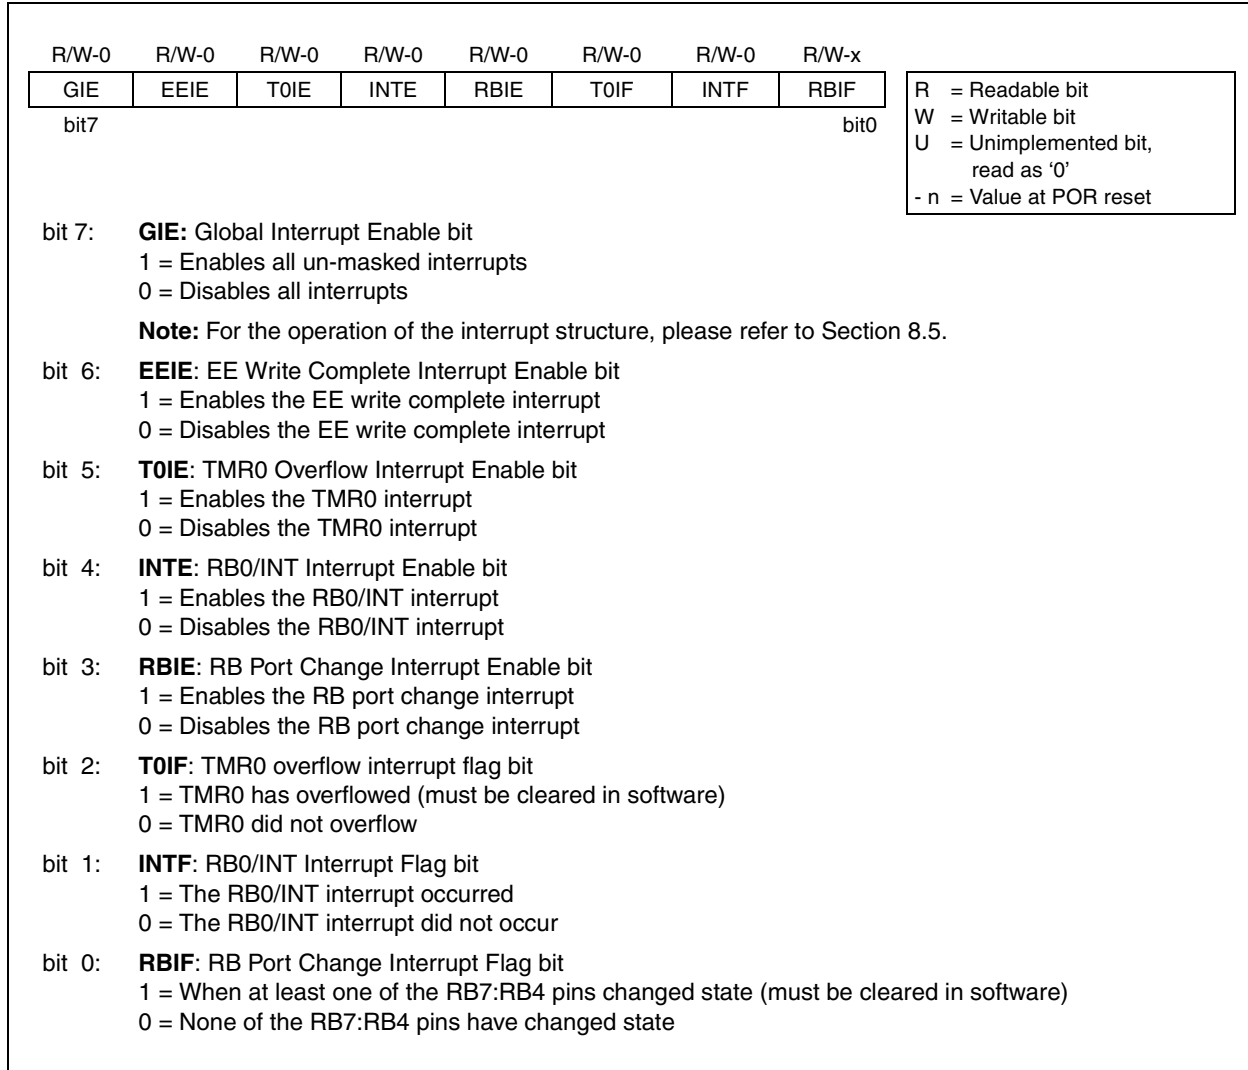 R/W-0 R/W-0 R/W-0 R/W-0 R/W-0 R/W-0 R/W-0 R/W-x
GIE EEIE T0IE INTE RBIE T0IF INTF RBIF
bit7 bit0
R = Readable bit
W = Writable bit
U = Unimplemented bit,
read as ‘0’
- n = Value at POR reset
bit 7: GIE: Global Interrupt Enable bit
1 = Enables all un-masked interrupts
0 = Disables all interrupts
Note: For the operation of the interrupt structure, please refer to Section 8.5.
bit 6: EEIE: EE Write Complete Interrupt Enable bit
1 = Enables the EE write complete interrupt
0 = Disables the EE write complete interrupt
bit 5: T0IE: TMR0 Overflow Interrupt Enable bit
1 = Enables the TMR0 interrupt
0 = Disables the TMR0 interrupt
bit 4: INTE: RB0/INT Interrupt Enable bit
1 = Enables the RB0/INT interrupt
0 = Disables the RB0/INT interrupt
bit 3: RBIE: RB Port Change Interrupt Enable bit
1 = Enables the RB port change interrupt
0 = Disables the RB port change interrupt
bit 2: T0IF: TMR0 overflow interrupt flag bit
1 = TMR0 has overflowed (must be cleared in software)
0 = TMR0 did not overflow
bit 1: INTF: RB0/INT Interrupt Flag bit
1 = The RB0/INT interrupt occurred
0 = The RB0/INT interrupt did not occur
bit 0: RBIF: RB Port Change Interrupt Flag bit
1 = When at least one of the RB7:RB4 pins changed state (must be cleared in software)
0 = None of the RB7:RB4 pins have changed state